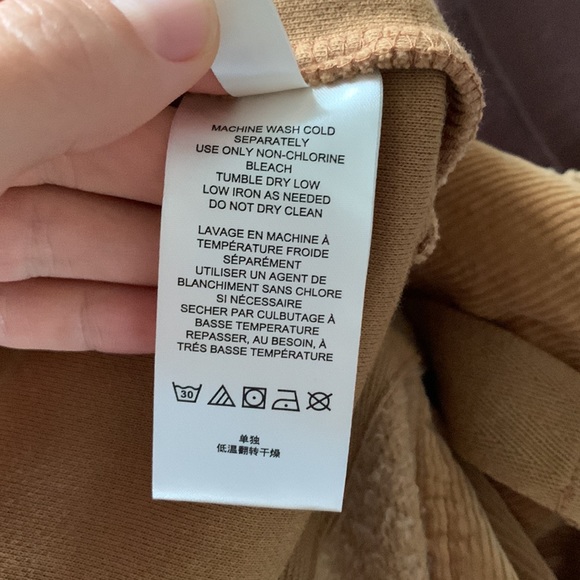 MACHINE WASH COLD
SEPARATELY
USE ONLY NON-CHLORINE
BLEACH
TUMBLE DRY LOW
LOW IRON AS NEEDED
DO NOT DRY CLEAN
LAVAGE EN MACHINE À
TEMPÉRATURE FROIDE
SÉPARÉMENT
UTILISER UN AGENT DE
BLANCHIMENT SANS CHLORE
SI NÉCESSAIRE
SECHER PAR CULBUTAGE À
BASSE TEMPERATURE
REPASSER, AU BESOIN, À
TRÉS BASSE TEMPÉRATURE
30
单独
低温翻转干燥